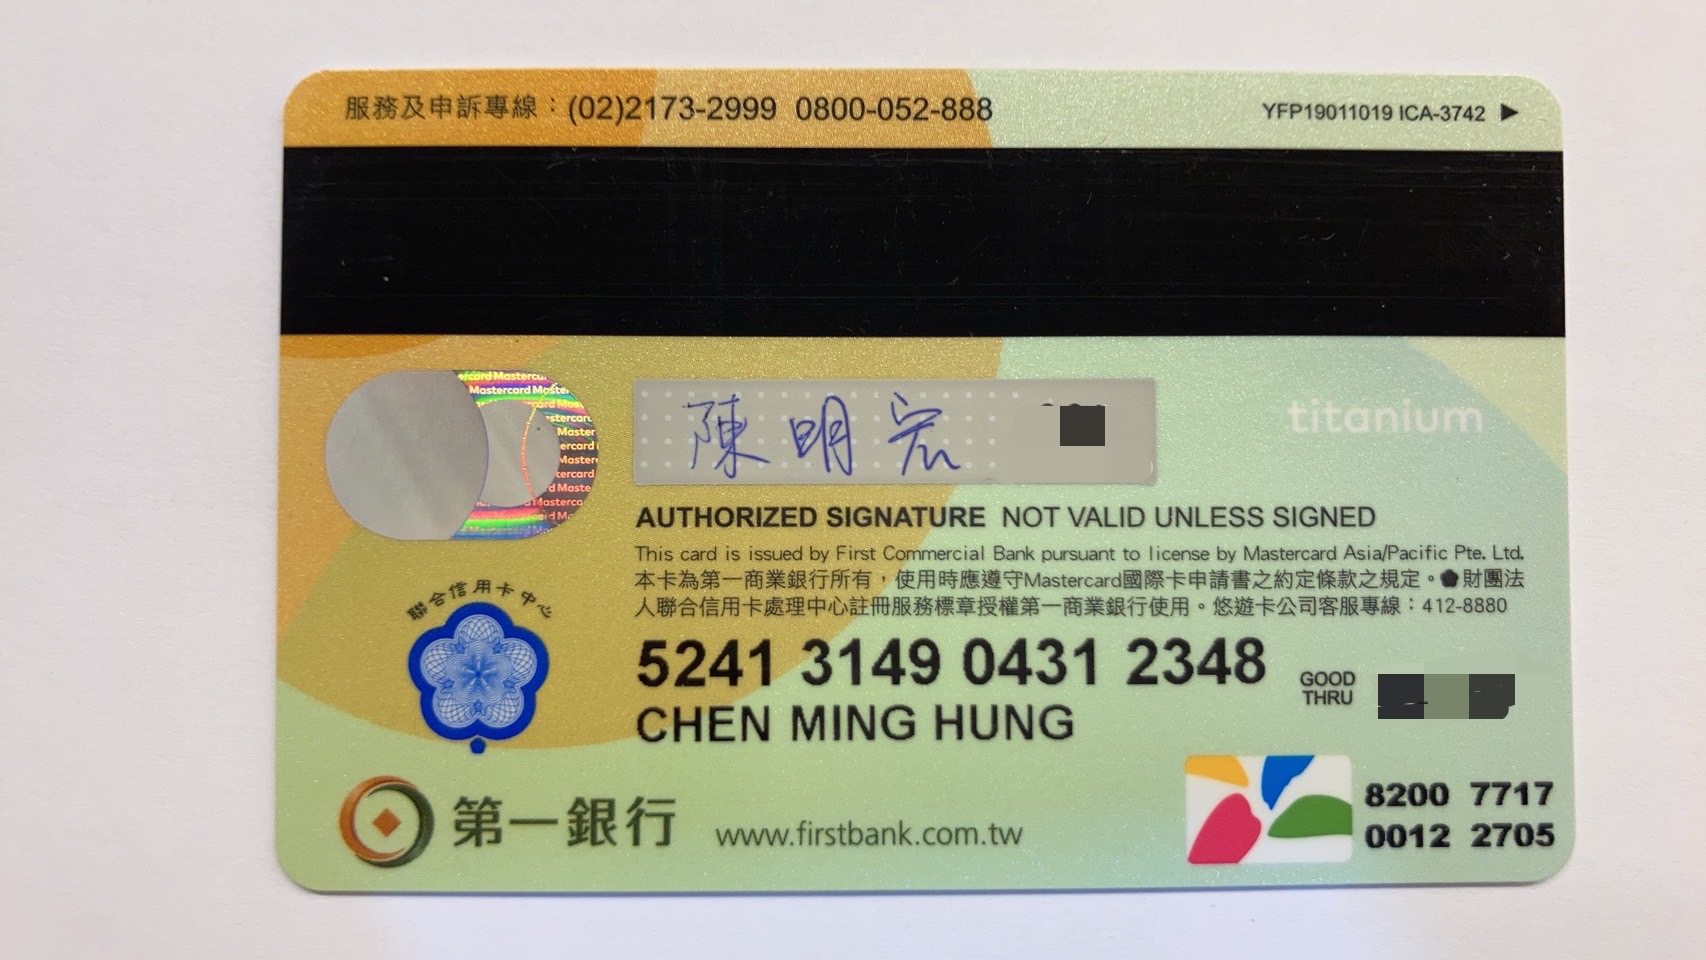 服務及申訴專線：(02)2173-2999 0800-052-888
YFP19011019 ICA-3742 ▶
陳明宏
titanium
AUTHORIZED SIGNATURE NOT VALID UNLESS SIGNED
This card is issued by First Commercial Bank pursuant to license by Mastercard Asia/Pacific Pte. Ltd.
本卡為第一商業銀行所有，使用時應遵守Mastercard國際卡申請書之約定條款之規定。財團法
人聯合信用卡處理中心註冊服務標章授權第一商業銀行使用。悠遊卡公司客服專線：412-8880
聯合信用卡中心
5241 3149 0431 2348
GOOD
THRU
CHEN MING HUNG
第一銀行 www.firstbank.com.tw
8200 7717
0012 2705